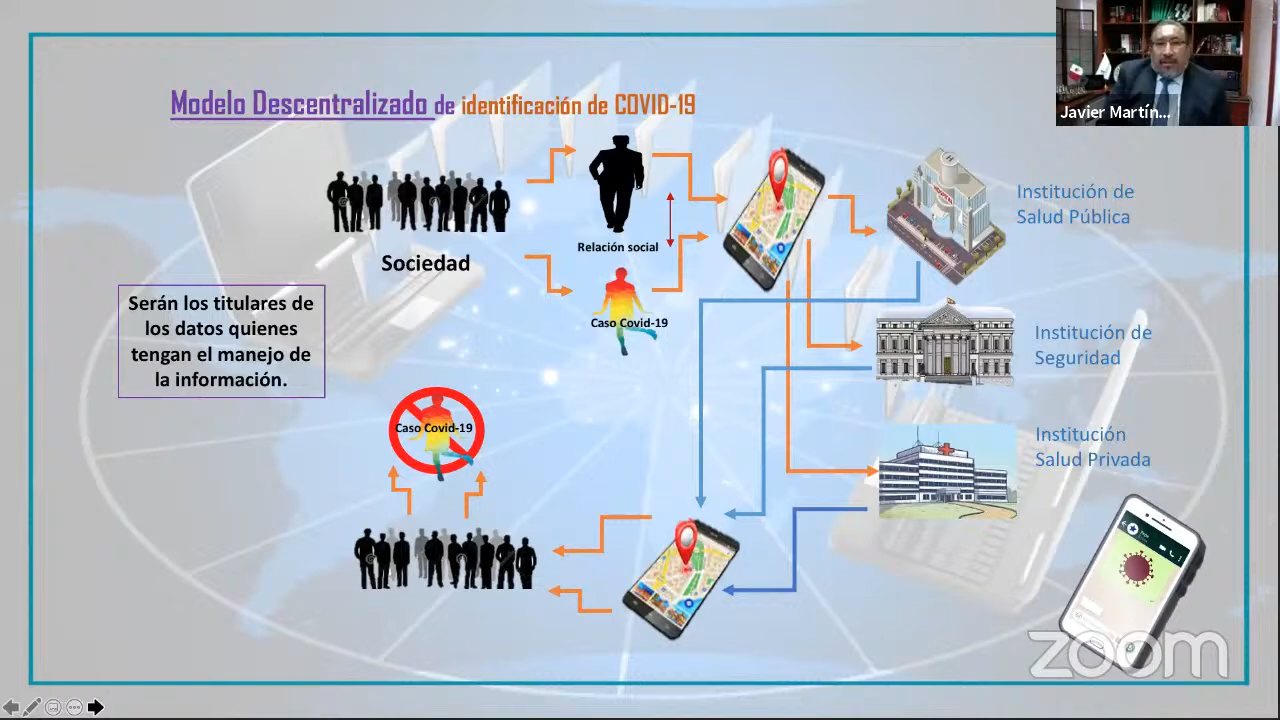 Javier Martín...
Modelo Descentralizado de identificación de COVID-19
Relación social
Sociedad
Caso Covid-19
Institución de
Salud Pública
Serán los titulares de
los datos quienes
tengan el manejo de
la información.
Institución de
Seguridad
Caso Covid-19
Institución
Salud Privada
zoom